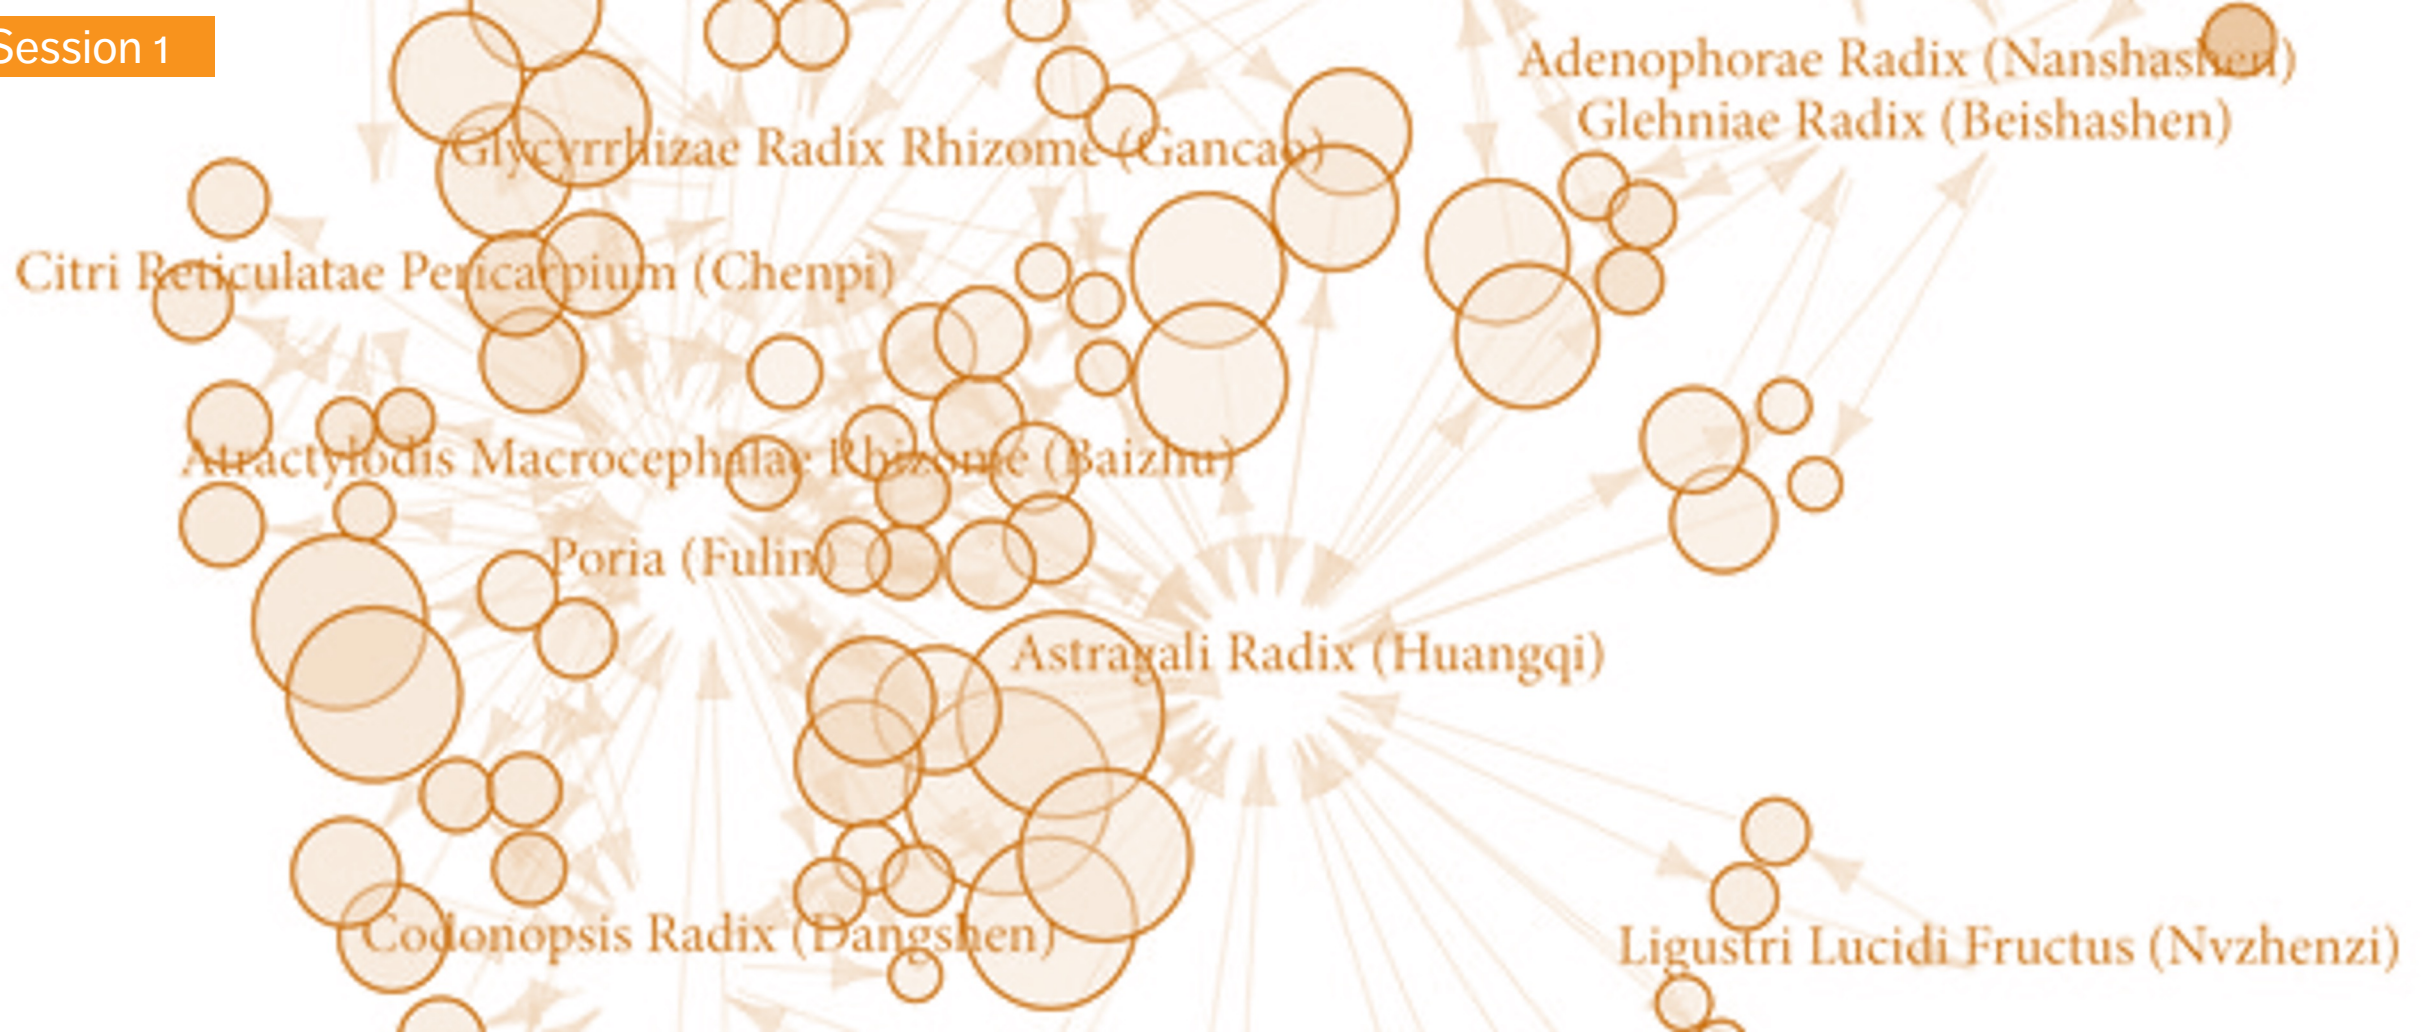 Session 1
Adenophorae Radix (Nanshashen)
Glehniae Radix (Beishashen)
Glycyrrhizae Radix Rhizome (Gancao)
Citri Reticulatae Pericarpium (Chenpi)
Atractylodis Macrocephalae Rhizome (Baizhu)
Poria (Fulin)
Astragali Radix (Huangqi)
Codonopsis Radix (Dangshen)
Ligustri Lucidi Fructus (Nvzhenzi)